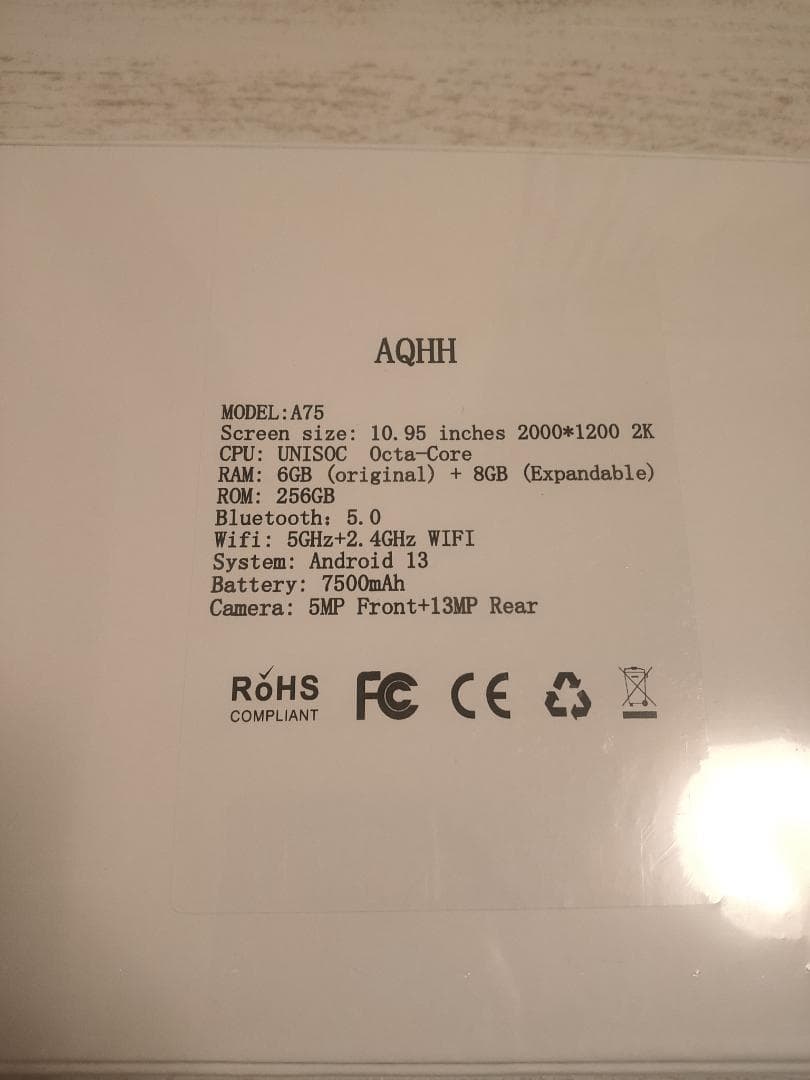 AQHH
MODEL:A75
Screen size: 10.95 inches 2000*1200 2K
CPU: UNISOC Octa-Core
RAM: 6GB (original) + 8GB (Expandable)
ROM: 256GB
Bluetooth: 5.0
Wifi: 5GHz+2.4GHz WIFI
System: Android 13
Battery: 7500mAh
Camera: 5MP Front+13MP Rear
RoHS FC CE
COMPLIANT